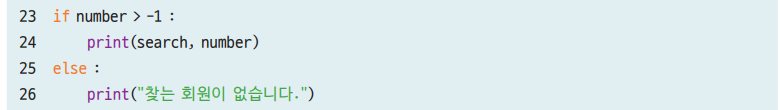 23 if number > -1 :
24     print(search, number)
25 else :
26     print("찾는 회원이 없습니다.")